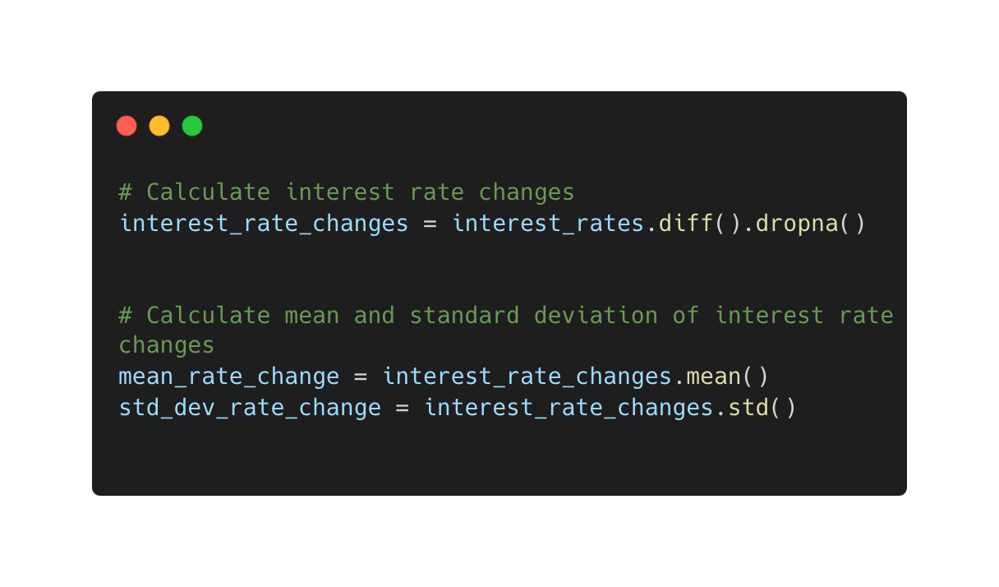 # Calculate interest rate changes
interest_rate_changes = interest_rates.diff().dropna()
# Calculate mean and standard deviation of interest rate
changes
mean_rate_change = interest_rate_changes.mean()
std_dev_rate_change = interest_rate_changes.std()